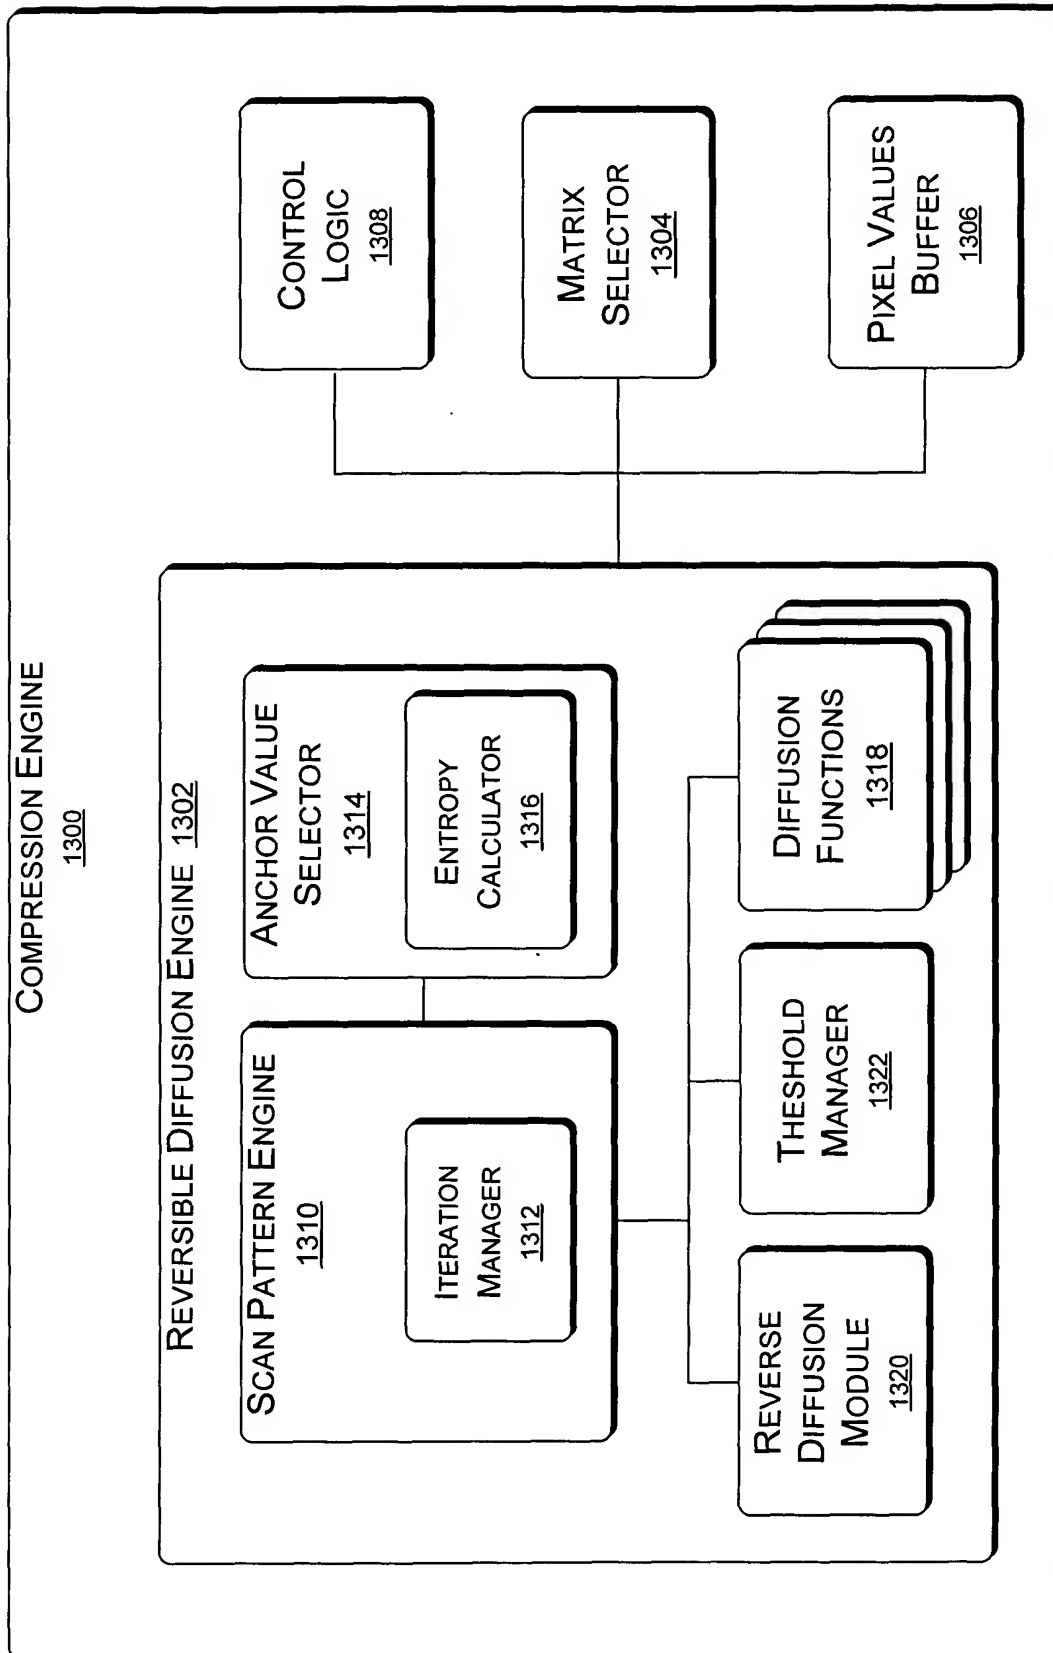 COMPRESSION ENGINE
1300
REVERSIBLE DIFFUSION ENGINE 1302
SCAN PATTERN ENGINE
1310
ITERATION
MANAGER
1312
ANCHOR VALUE
SELECTOR
1314
ENTROPY
CALCULATOR
1316
REVERSE
DIFFUSION
MODULE
1320
THESHOLD
MANAGER
1322
DIFFUSION
FUNCTIONS
1318
CONTROL
LOGIC
1308
MATRIX
SELECTOR
1304
PIXEL VALUES
BUFFER
1306